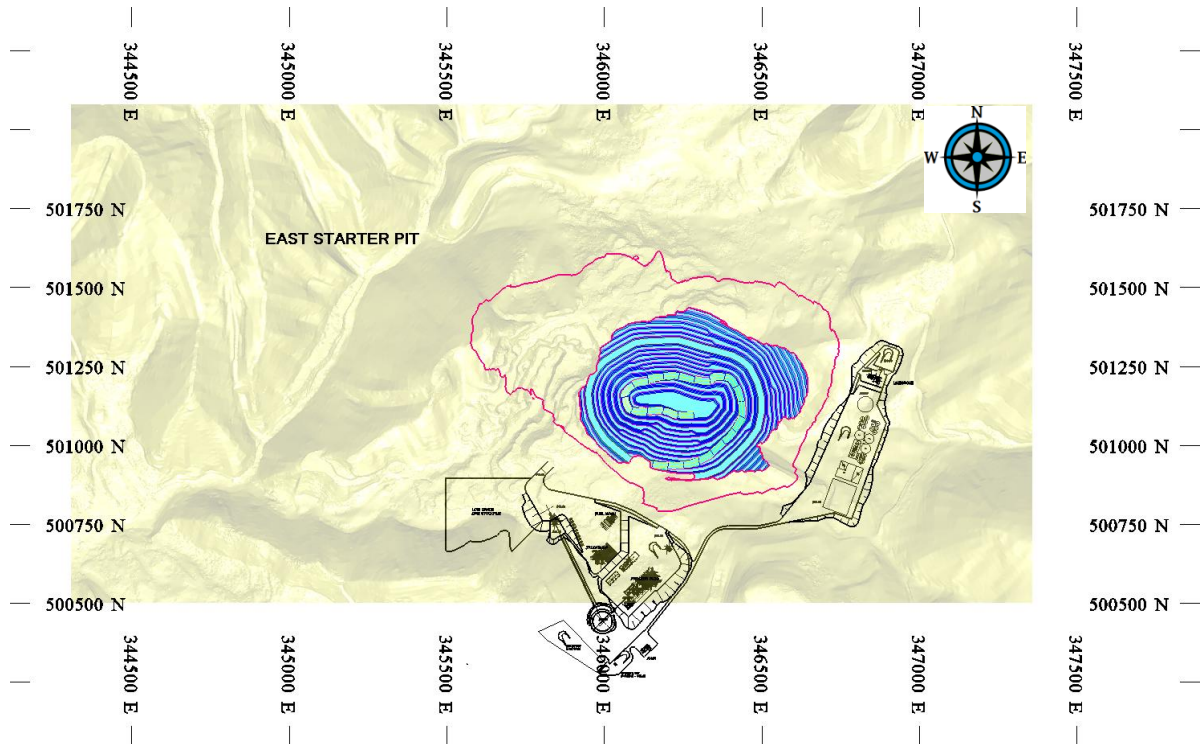 344500 E
345000 E
345500 E
346000 E
346500 E
347000 E
347500 E
N
W
E
S
501750 N
501750 N
EAST STARTER PIT
501500 N
501500 N
501250 N
501250 N
501000 N
501000 N
500750 N
500750 N
500500 N
500500 N
344500 E
345000 E
345500 E
346000 E
346500 E
347000 E
347500 E